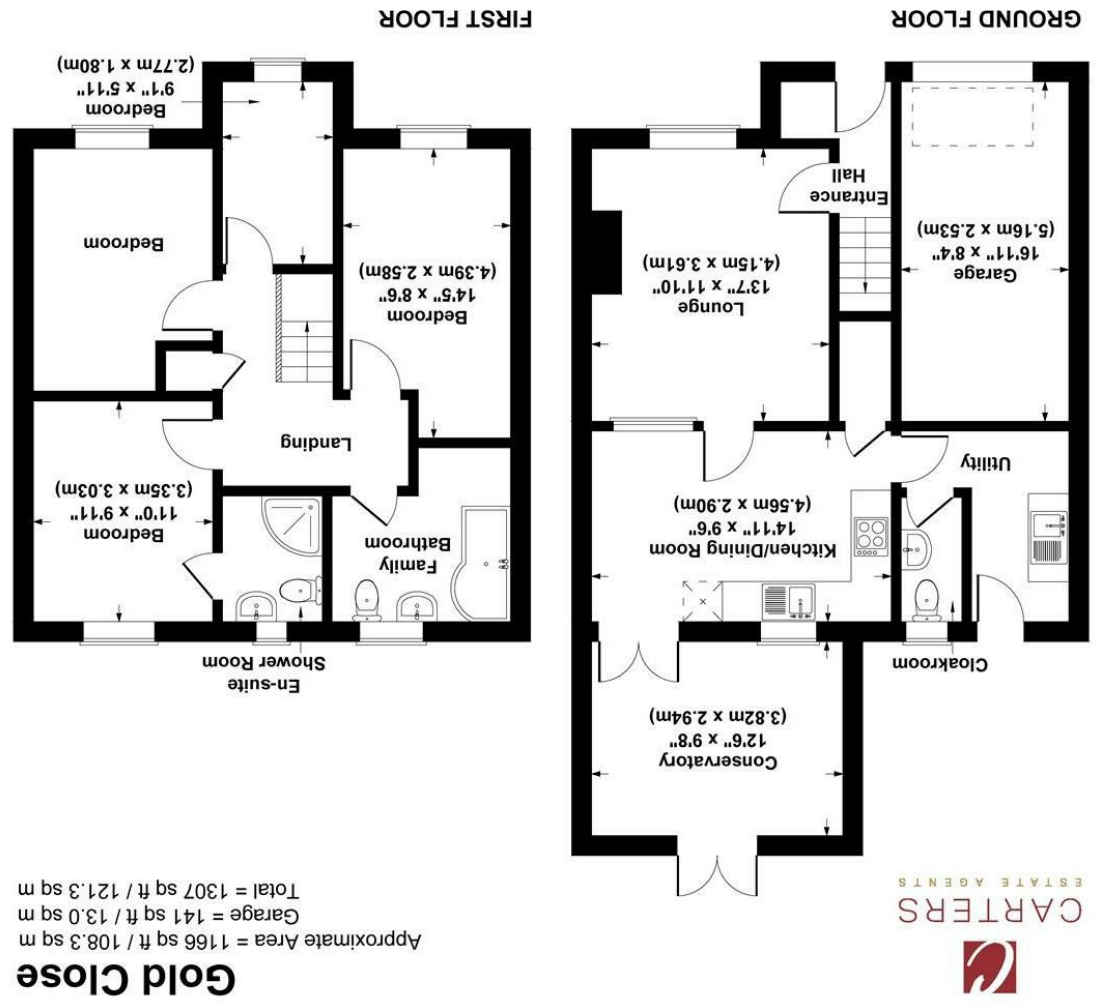 Gold Close
Approximate Area = 1166 sq ft / 108.3 sq m
Garage = 141 sq ft / 13.0 sq m
Total = 1307 sq ft / 121.3 sq m
CARTERS
ESTATE AGENTS
Conservatory
12'6" x 9'8"
(3.82m x 2.94m)
Cloakroom
Kitchen/Dining Room
14'11" x 9'6"
(4.56m x 2.90m)
Utility
Lounge
13'7" x 11'10"
(4.15m x 3.61m)
Garage
16'11" x 8'4"
(5.16m x 2.53m)
Entrance
Hall
GROUND FLOOR
En-suite
Shower Room
Family
Bathroom
Bedroom
11'0" x 9'11"
(3.35m x 3.03m)
Landing
Bedroom
14'5" x 8'6"
(4.39m x 2.58m)
Bedroom
Bedroom
9'1" x 5'11"
(2.77m x 1.80m)
FIRST FLOOR